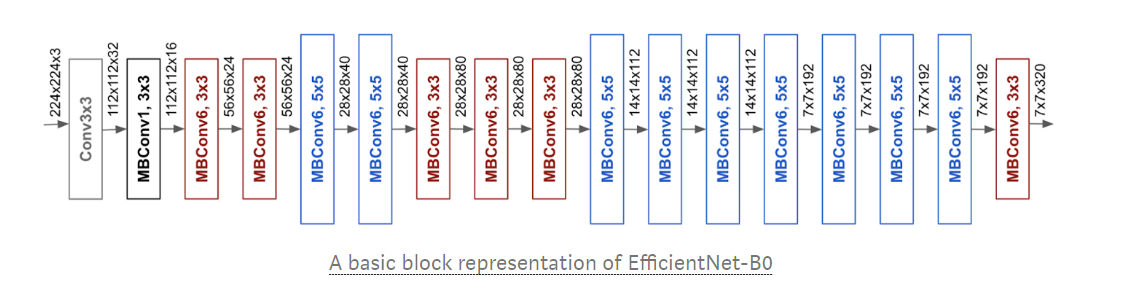 224x224x3
Conv3x3
112x112x32
MBConv1, 3x3
112x112x16
MBConv6, 3x3
56x56x24
MBConv6, 3x3
56x56x24
MBConv6, 5x5
28x28x40
MBConv6, 5x5
28x28x40
MBConv6, 3x3
28x28x80
MBConv6, 3x3
28x28x80
MBConv6, 3x3
28x28x80
MBConv6, 5x5
14x14x112
MBConv6, 5x5
14x14x112
MBConv6, 5x5
14x14x112
MBConv6, 5x5
7x7x192
MBConv6, 5x5
7x7x192
MBConv6, 5x5
7x7x192
MBConv6, 5x5
7x7x192
MBConv6, 3x3
7x7x320
A basic block representation of EfficientNet-B0